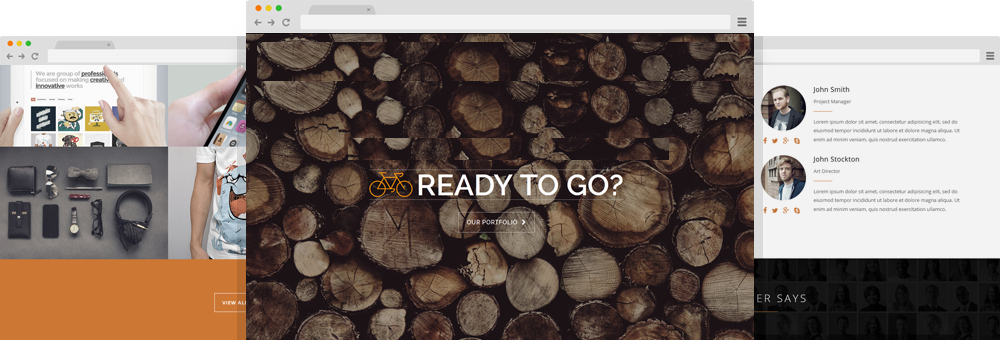 We are group of professionals
focused on making creative and
innovative works
VIEW ALL
READY TO GO?
OUR PORTFOLIO
John Smith
Project Manager
Lorem ipsum dolor sit amet, consectetur adipisicing elit, sed do
eiusmod tempor incididunt ut labore et dolore magna aliqua. Ut
enim ad minim veniam, quis nostrud exercitation ullamco.
John Stockton
Art Director
Lorem ipsum dolor sit amet, consectetur adipisicing elit, sed do
eiusmod tempor incididunt ut labore et dolore magna aliqua. Ut
enim ad minim veniam, quis nostrud exercitation ullamco.
ER SAYS